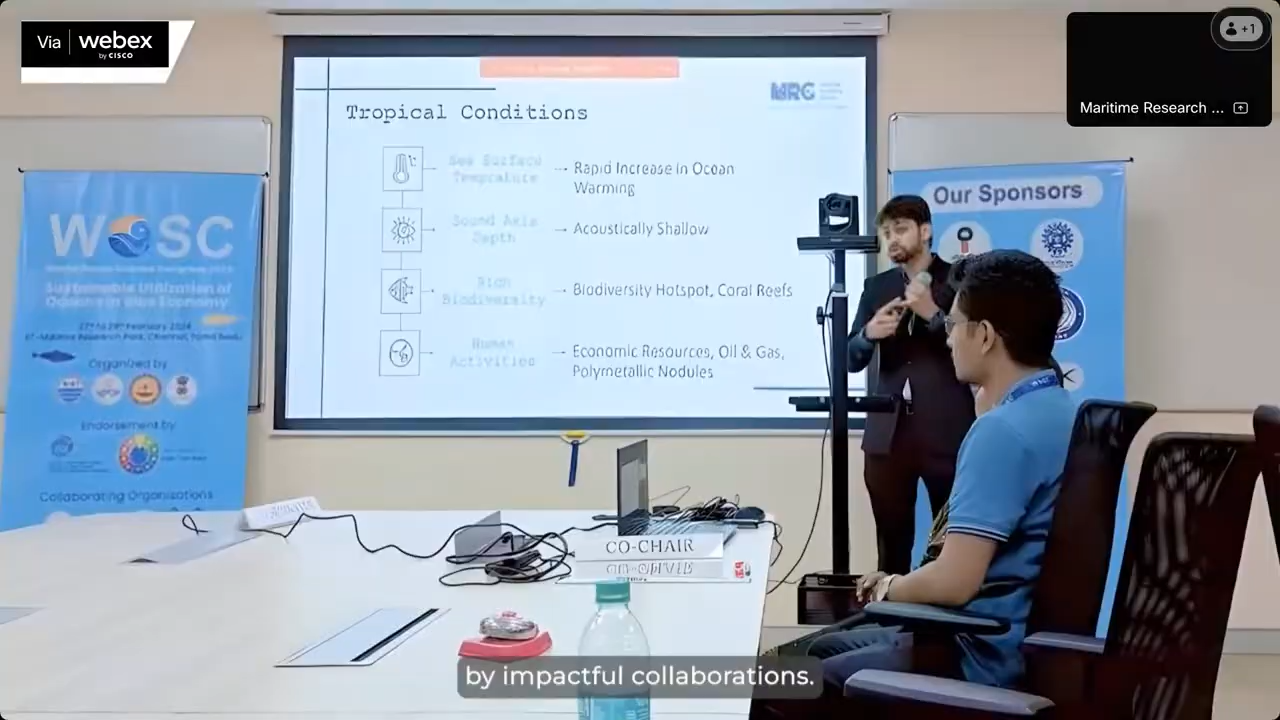 Via webex
by CISCO
+1
Maritime Research ...
MRC
Tropical Conditions
Sea Surface
Temprature
Rapid Increase in Ocean
Warming
Sound Axis
Depth
Acoustically Shallow
Rich
Biodiversity
Biodiversity Hotspot, Coral Reefs
Human
Activities
Economic Resources, Oil & Gas,
Polymetallic Nodules
WOSC
Sustainable Utilization of
Oceans in Blue Economy
27th to 29th February 2024
Organized by
Endorsement by
Collaborating Organisations
Our Sponsors
CO-CHAIR
by impactful collaborations.